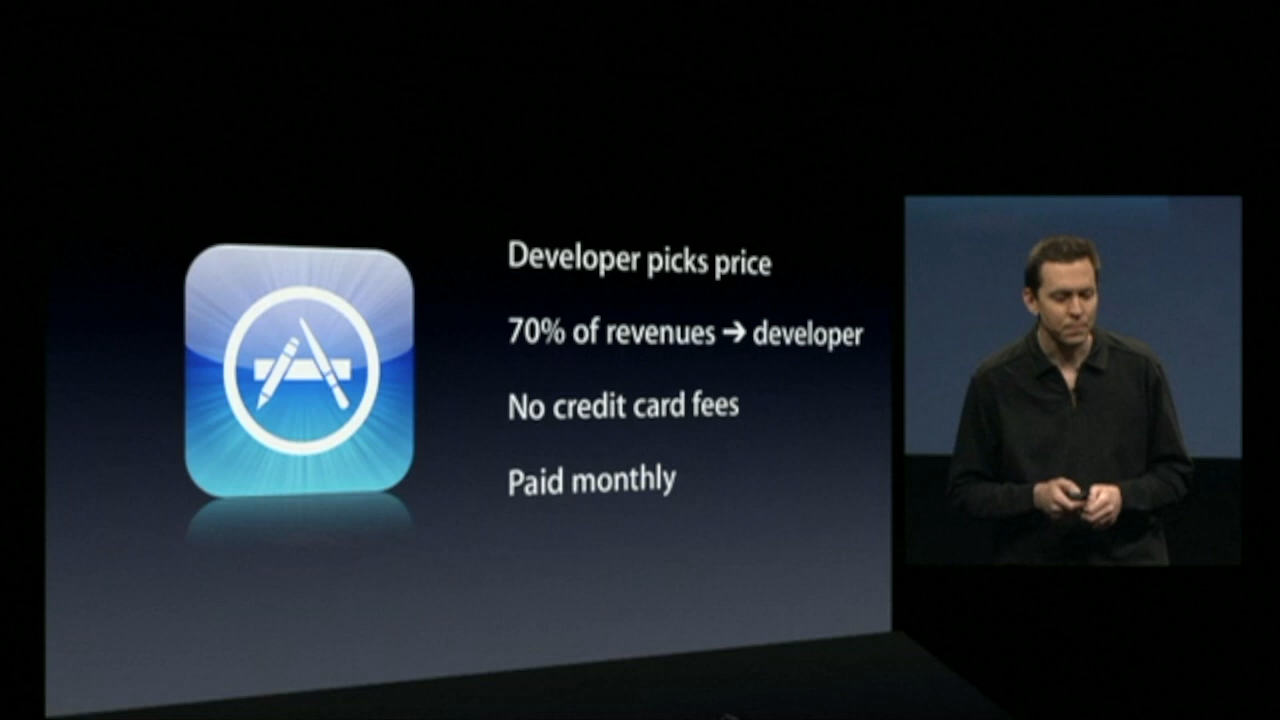 Developer picks price
70% of revenues ➔ developer
No credit card fees
Paid monthly